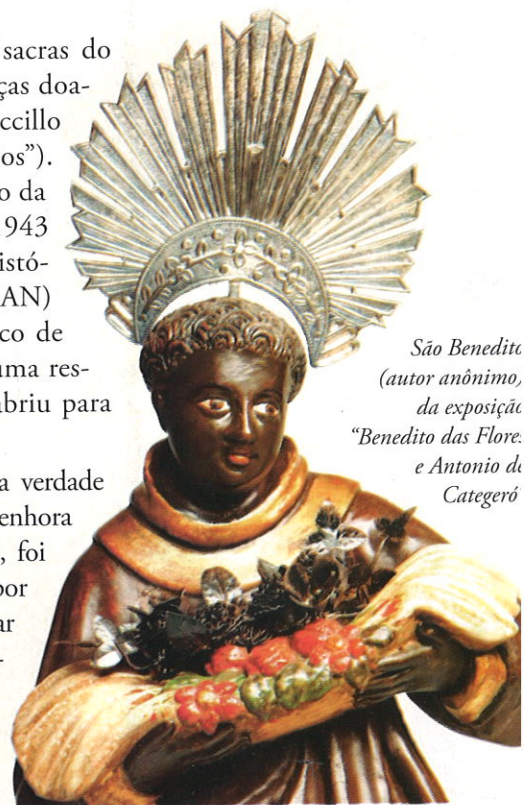 sacras do
ças doa-
ccillo
os”).
o da
943
istó-
AN)
co de
uma res-
briu para
a verdade
enhora
, foi
por
ar
-
São Benedito
(autor anônimo)
da exposição
“Benedito das Flores
e Antonio de
Categeró”